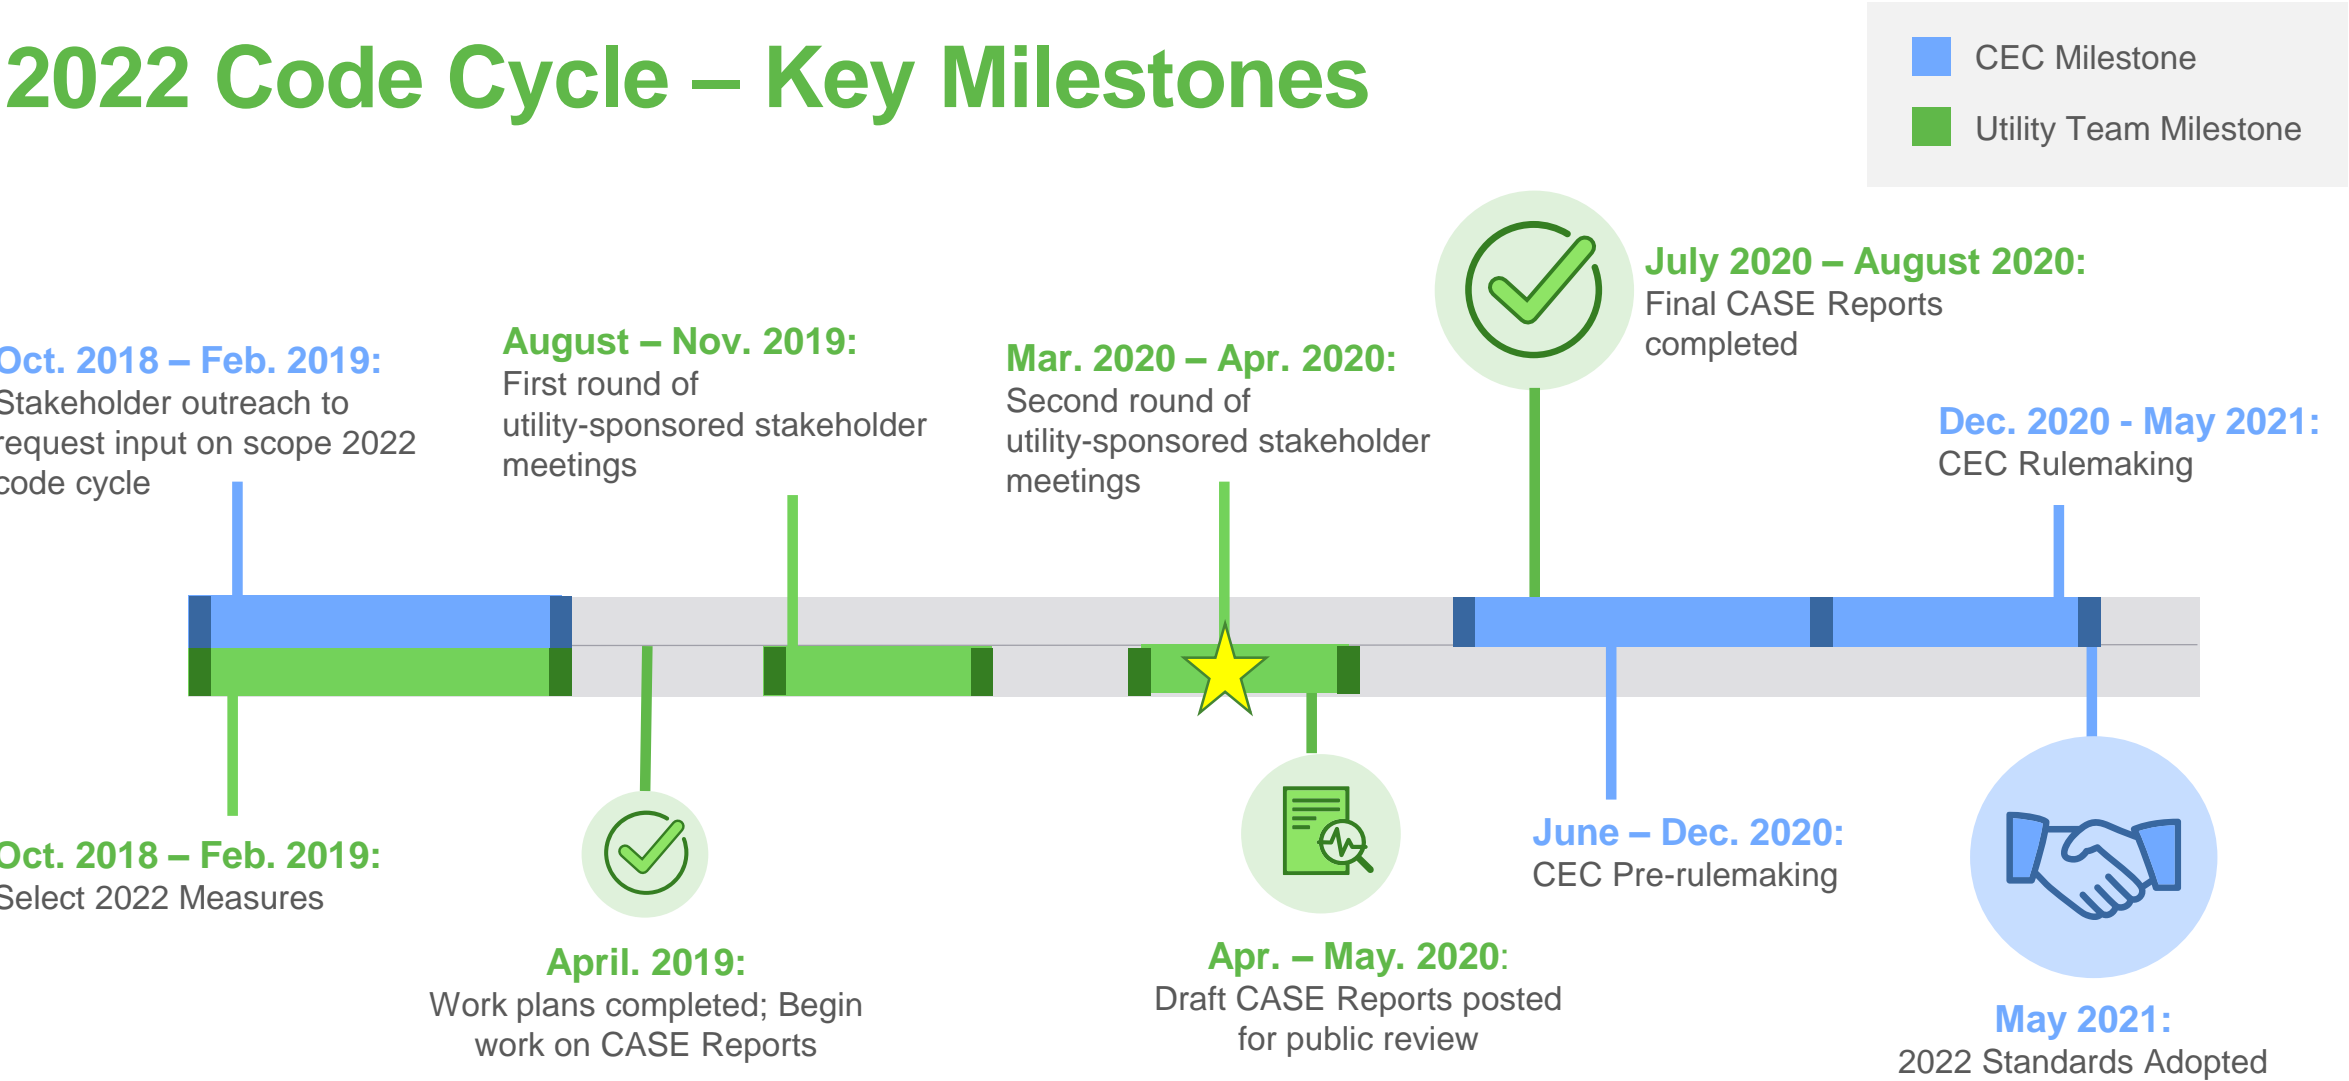 2022 Code Cycle – Key Milestones
CEC Milestone
Utility Team Milestone
July 2020 – August 2020:
Final CASE Reports
completed
August – Nov. 2019:
First round of
utility-sponsored stakeholder
meetings
Mar. 2020 – Apr. 2020:
Second round of
utility-sponsored stakeholder
meetings
Oct. 2018 – Feb. 2019:
Stakeholder outreach to
request input on scope 2022
code cycle
Dec. 2020 - May 2021:
CEC Rulemaking
Oct. 2018 – Feb. 2019:
Select 2022 Measures
April. 2019:
Work plans completed; Begin
work on CASE Reports
Apr. – May. 2020:
Draft CASE Reports posted
for public review
June – Dec. 2020:
CEC Pre-rulemaking
May 2021:
2022 Standards Adopted